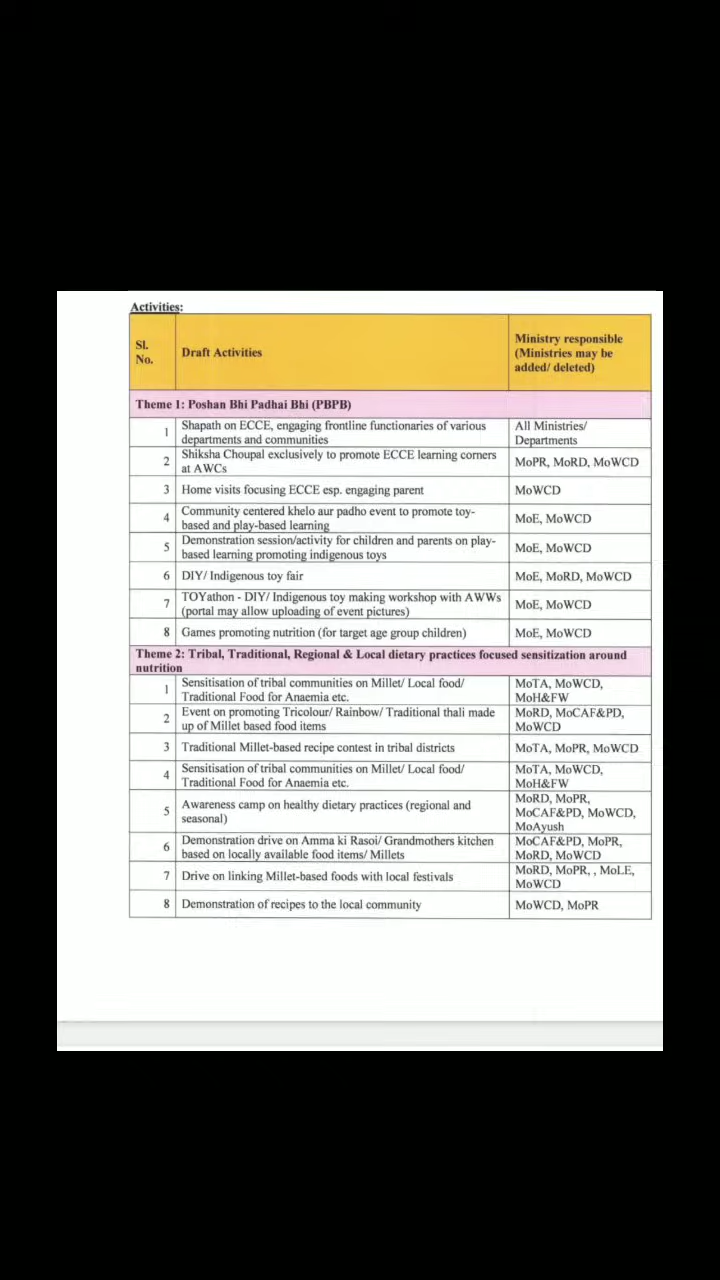 Activities:
Sl. No.
Draft Activities
Ministry responsible (Ministries may be added/ deleted)
Theme 1: Poshan Bhi Padhai Bhi (PBPB)
1
Shapath on ECCE, engaging frontline functionaries of various
departments and communities
All Ministries/
Departments
2
Shiksha Choupal exclusively to promote ECCE learning corners
at AWCs
MoPR, MoRD, MoWCD
3
Home visits focusing ECCE esp. engaging parent
MoWCD
4
Community centered khelo aur padho event to promote toy-
based and play-based learning
MoE, MoWCD
5
Demonstration session/activity for children and parents on play-
based learning promoting indigenous toys
MoE, MoWCD
6
DIY/ Indigenous toy fair
MoE, MoRD, MoWCD
7
TOYathon - DIY/ Indigenous toy making workshop with AWWs
(portal may allow uploading of event pictures)
MoE, MoWCD
8
Games promoting nutrition (for target age group children)
MoE, MoWCD
Theme 2: Tribal, Traditional, Regional & Local dietary practices focused sensitization around
nutrition
1
Sensitisation of tribal communities on Millet/ Local food/
Traditional Food for Anaemia etc.
MoTA, MoWCD,
MoH&FW
2
Event on promoting Tricolour/ Rainbow/ Traditional thali made
up of Millet based food items
MoRD, MoCAF&PD,
MoWCD
3
Traditional Millet-based recipe contest in tribal districts
MoTA, MoPR, MoWCD
4
Sensitisation of tribal communities on Millet/ Local food/
Traditional Food for Anaemia etc.
MoTA, MoWCD,
MoH&FW
5
Awareness camp on healthy dietary practices (regional and
seasonal)
MoRD, MoPR,
MoCAF&PD, MoWCD,
MoAyush
6
Demonstration drive on Amma ki Rasoi/ Grandmothers kitchen
based on locally available food items/ Millets
MoCAF&PD, MoPR,
MoRD, MoWCD
7
Drive on linking Millet-based foods with local festivals
MoRD, MoPR, , MoLE,
MoWCD
8
Demonstration of recipes to the local community
MoWCD, MoPR